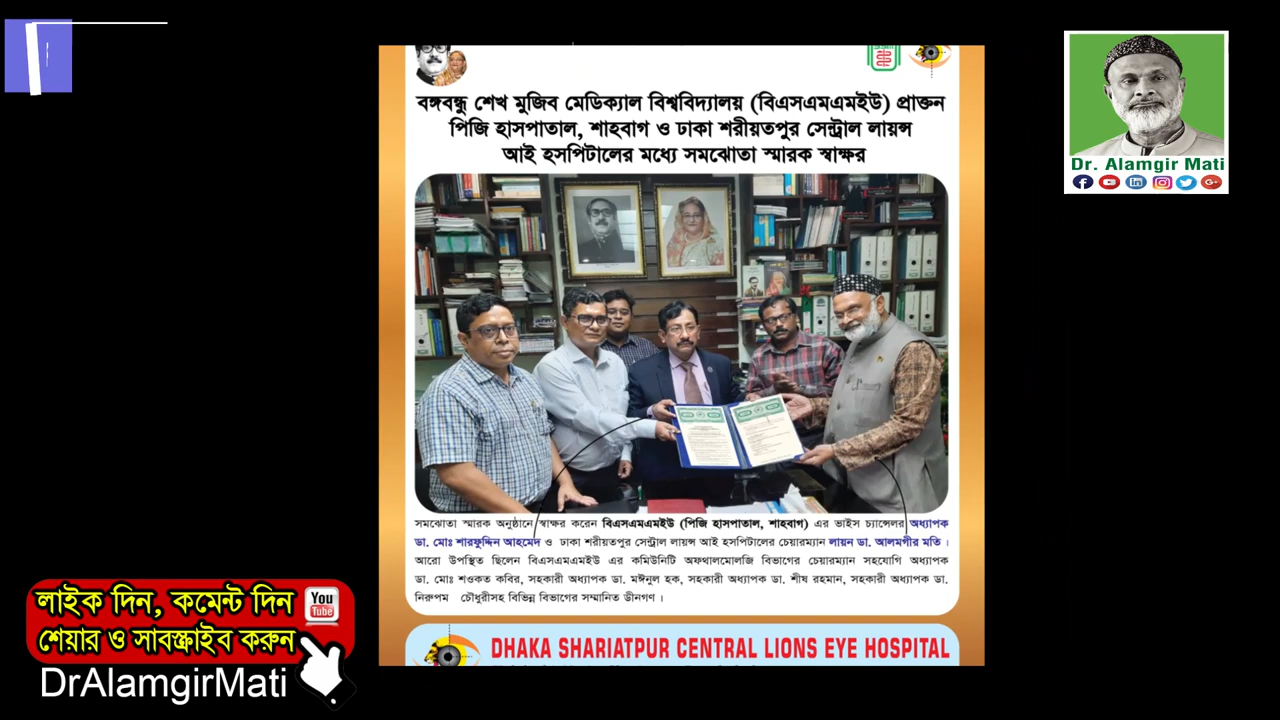 বঙ্গবন্ধু শেখ মুজিব মেডিক্যাল বিশ্ববিদ্যালয় (বিএসএমএমইউ) প্রাক্তন
পিজি হাসপাতাল, শাহবাগ ও ঢাকা শরীয়তপুর সেন্ট্রাল লায়ন্স
আই হসপিটালের মধ্যে সমঝোতা স্মারক স্বাক্ষর
Dr. Alamgir Mati
সমঝোতা স্মারক অনুষ্ঠানে স্বাক্ষর করেন বিএসএমএমইউ (পিজি হাসপাতাল, শাহবাগ) এর ভাইস চ্যান্সেলর অধ্যাপক
ডা. মোঃ শারফুদ্দিন আহমেদ ও ঢাকা শরীয়তপুর সেন্ট্রাল লায়ন্স আই হসপিটালের চেয়ারম্যান লায়ন ডা. আলমগীর মতি ।
আরো উপস্থিত ছিলেন বিএসএমএমইউ এর কমিউনিটি অফথালমোলজি বিভাগের চেয়ারম্যান সহযোগি অধ্যাপক
ডা. মোঃ শওকত কবির, সহকারী অধ্যাপক ডা. মঈনুল হক, সহকারী অধ্যাপক ডা. শীষ রহমান, সহকারী অধ্যাপক ডা.
নিরুপম চৌধুরীসহ বিভিন্ন বিভাগের সম্মানিত ডীনগণ ।
DHAKA SHARIATPUR CENTRAL LIONS EYE HOSPITAL
লাইক দিন, কমেন্ট দিন
You Tube
শেয়ার ও সাবস্ক্রাইব করুন
DrAlamgirMati